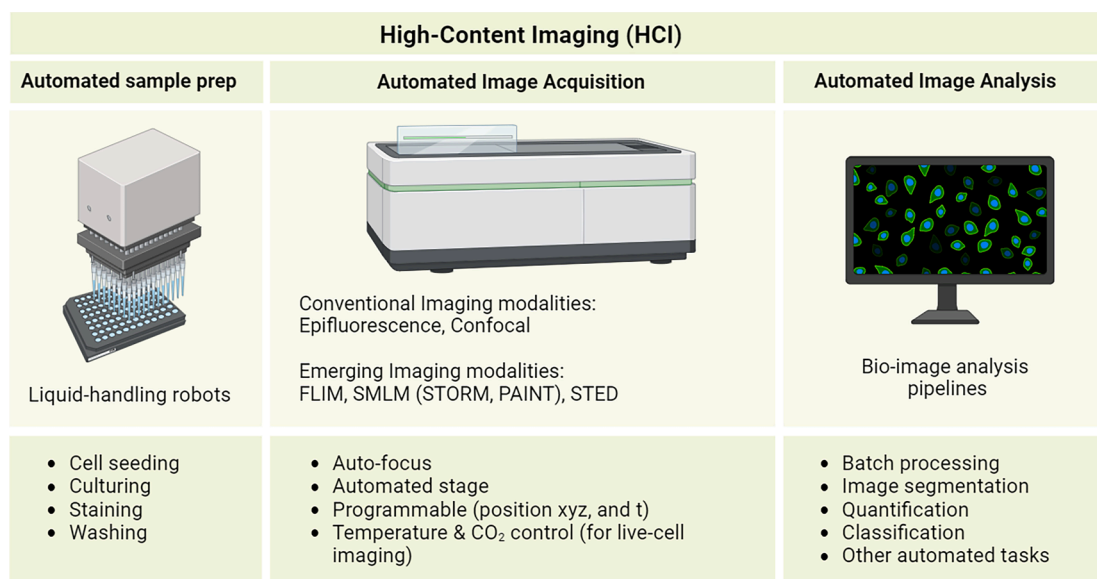 High-Content Imaging (HCI)
Automated sample prep
Liquid-handling robots
• Cell seeding
• Culturing
• Staining
• Washing
Automated Image Acquisition
Conventional Imaging modalities:
Epifluorescence, Confocal
Emerging Imaging modalities:
FLIM, SMLM (STORM, PAINT), STED
• Auto-focus
• Automated stage
• Programmable (position xyz, and t)
• Temperature & CO₂ control (for live-cell
imaging)
Automated Image Analysis
Bio-image analysis
pipelines
• Batch processing
• Image segmentation
• Quantification
• Classification
• Other automated tasks